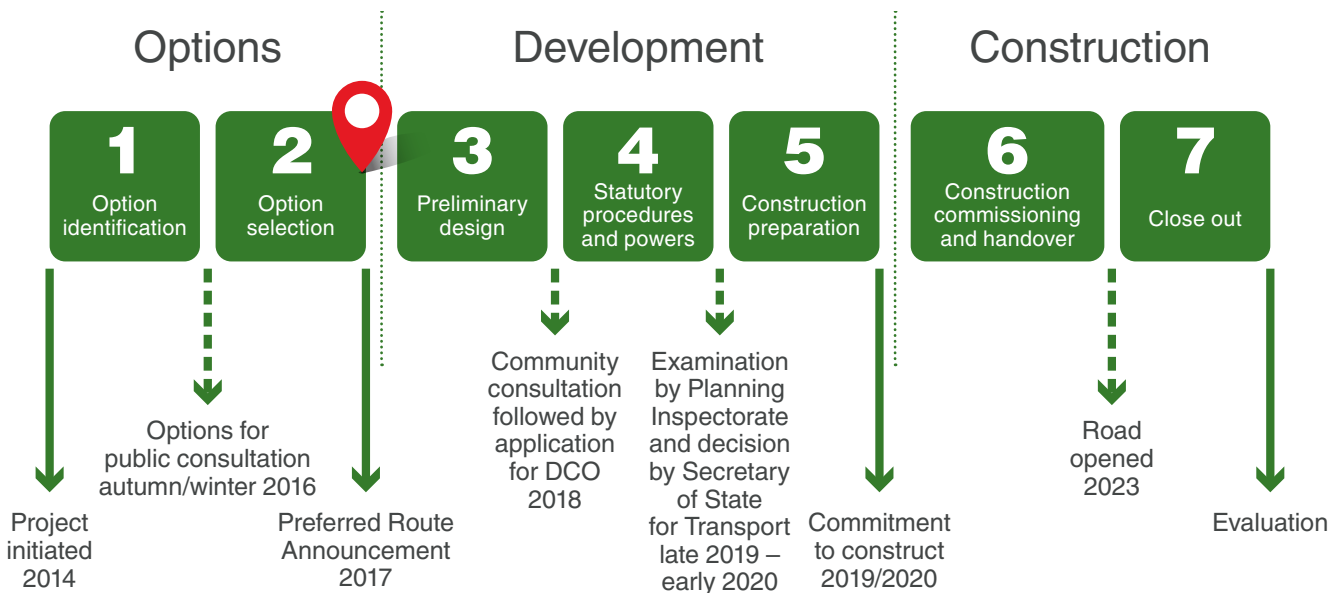 Options
Development
Construction
1
Option
identification
2
Option
selection
3
Preliminary
design
4
Statutory
procedures
and powers
5
Construction
preparation
6
Construction
commissioning
and handover
7
Close out
Project
initiated
2014
Options for
public consultation
autumn/winter 2016
Preferred Route
Announcement
2017
Community
consultation
followed by
application
for DCO
2018
Examination
by Planning
Inspectorate
and decision
by Secretary
of State
for Transport
late 2019 –
early 2020
Commitment
to construct
2019/2020
Road
opened
2023
Evaluation